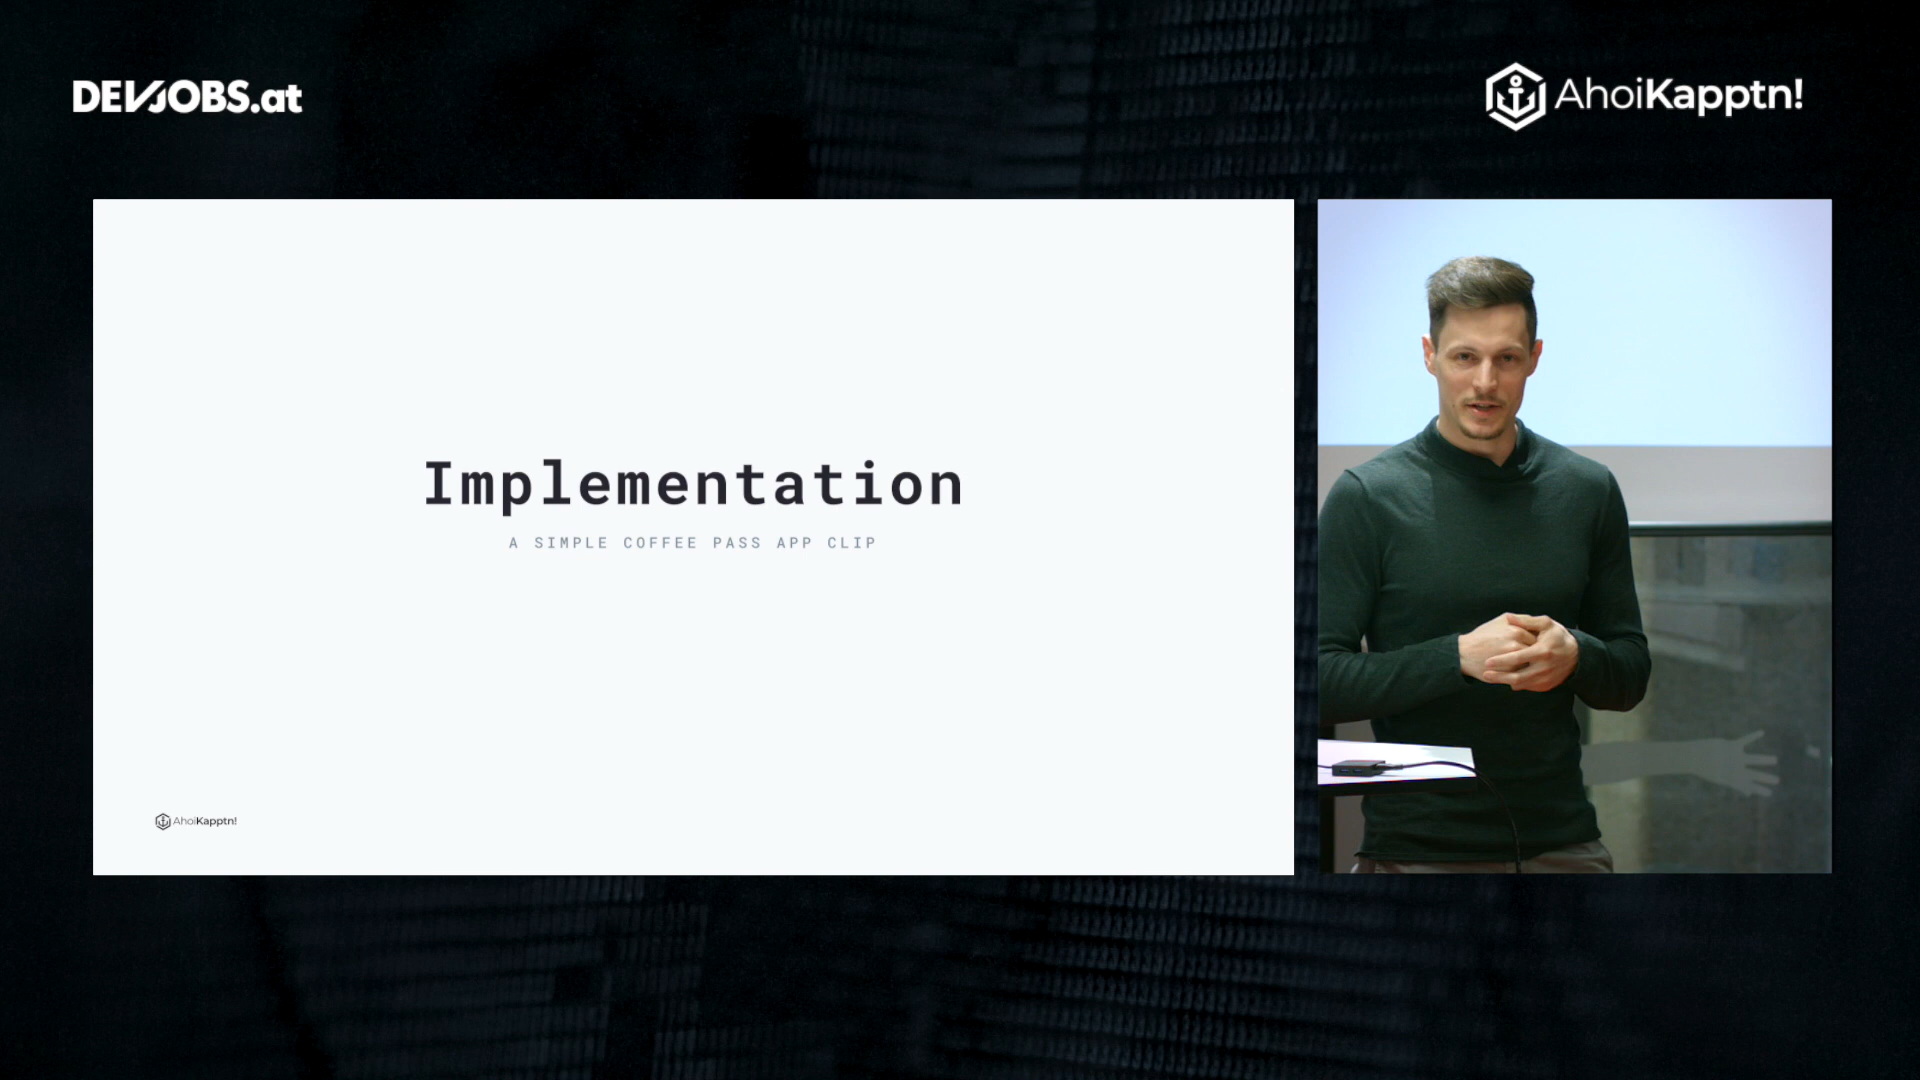 DEVJOBS.at
AhoiKapptn!
Implementation
A SIMPLE COFFEE PASS APP CLIP
AhoiKapptn!